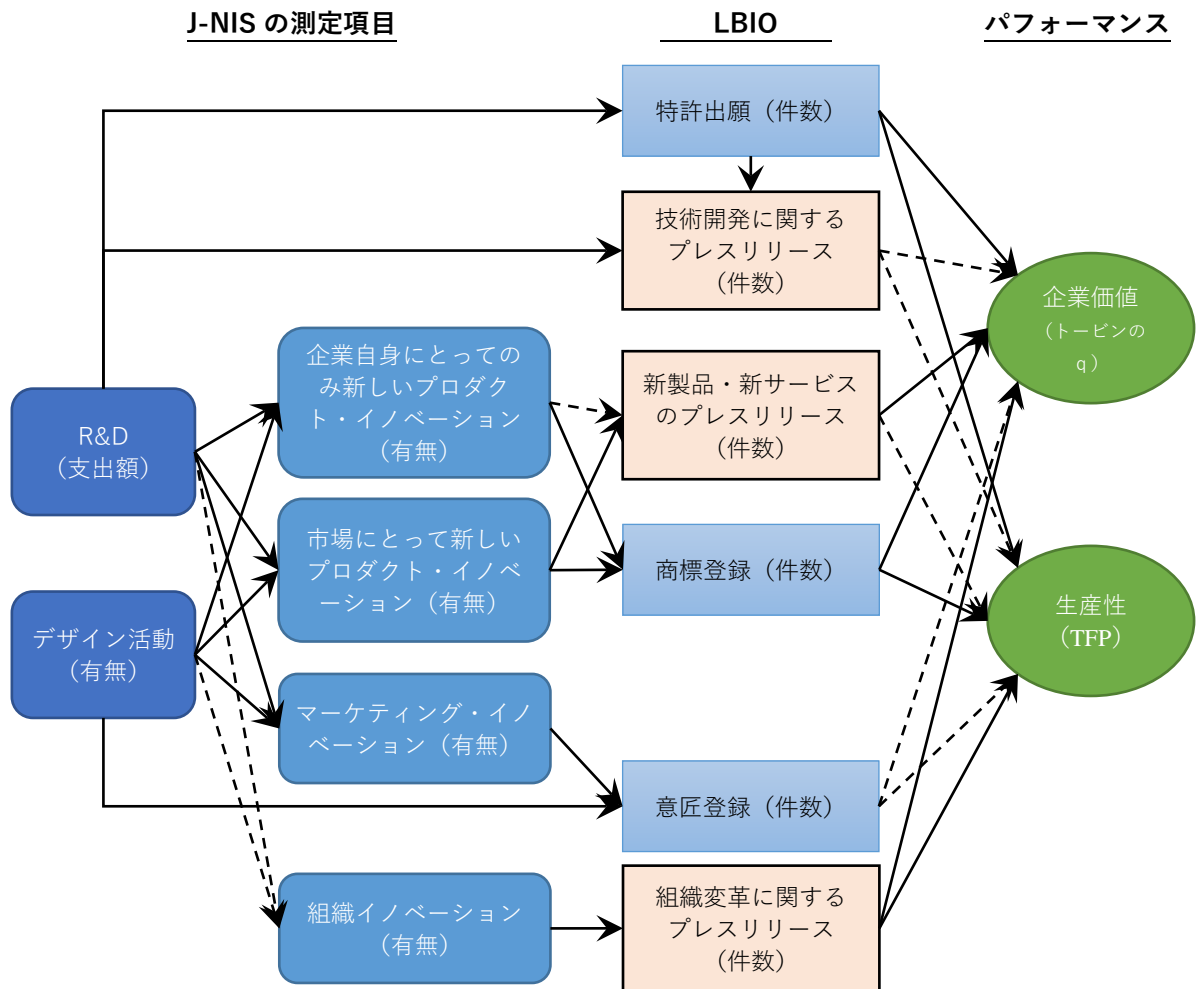 J-NIS の測定項目
LBIO
パフォーマンス
特許出願（件数）
技術開発に関する
プレスリリース
（件数）
企業価値
（トービンの
q）
企業自身にとっての
み新しいプロダク
ト・イノベーション
（有無）
新製品・新サービス
のプレスリリース
（件数）
R&D
（支出額）
市場にとって新しい
プロダクト・イノベ
ーション（有無）
商標登録（件数）
生産性
（TFP）
デザイン活動
（有無）
マーケティング・イノ
ベーション（有無）
意匠登録（件数）
組織イノベーション
（有無）
組織変革に関する
プレスリリース
（件数）